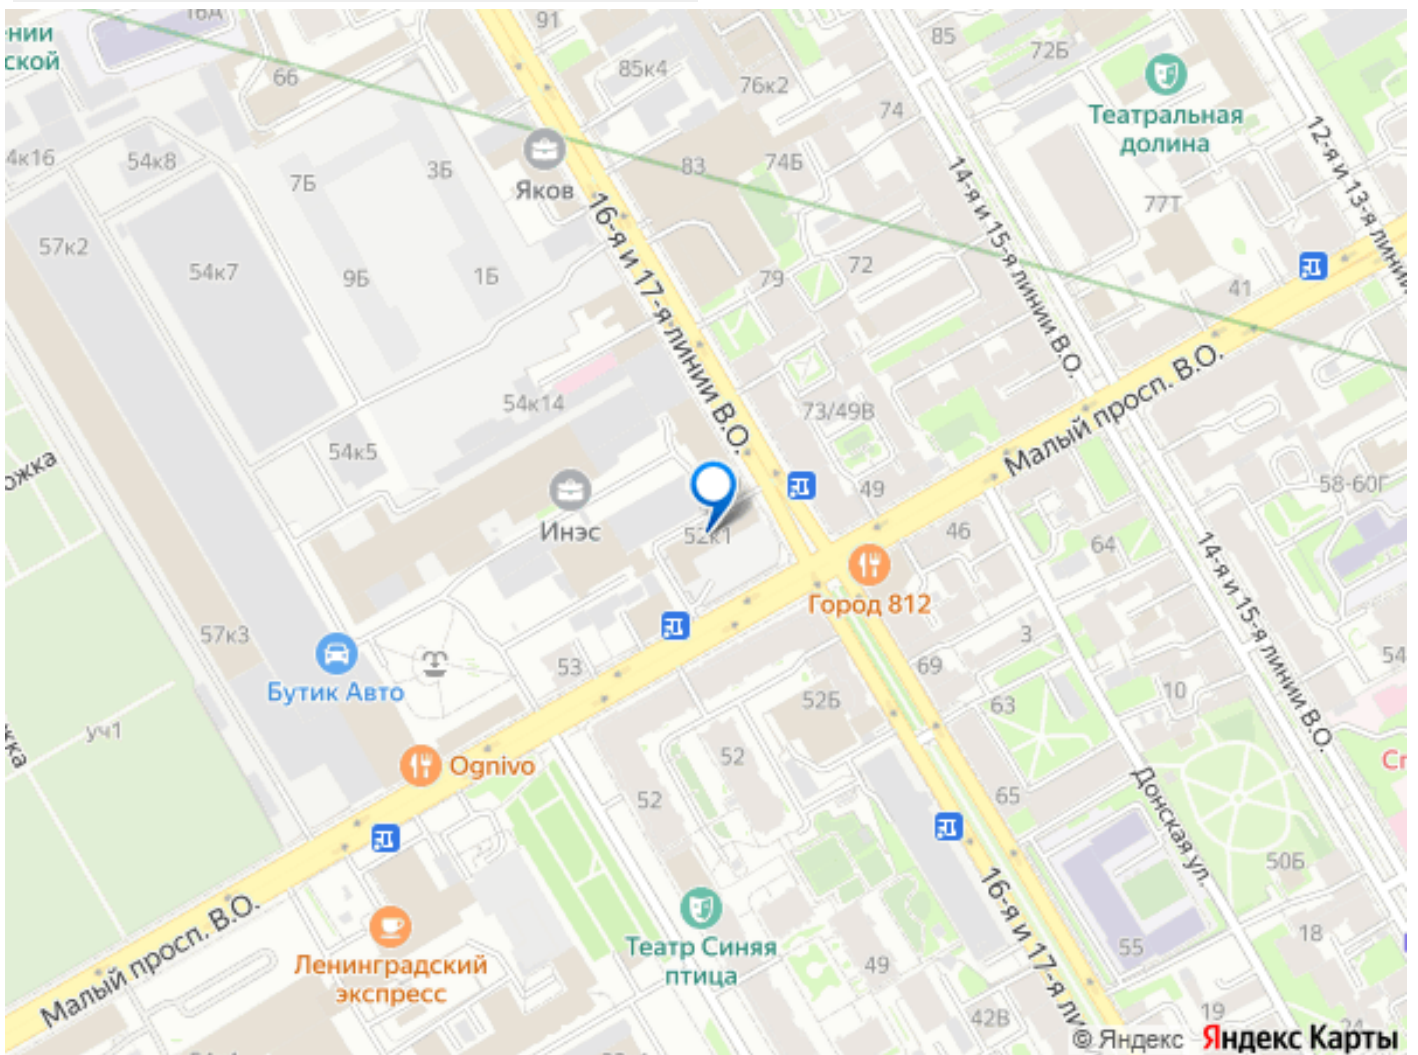 91
85
72Б
нии
ской
66
85к4
76к2
74
Театральная
долина
12-я и 13-я линии
4к16
54к8
7Б
3Б
Яков
83
74Б
14-я и 15-я линии В.О.
77Т
16-я и 17-я линии В.О.
57к2
54к7
9Б
1Б
79
72
41
Малый просп. В.О.
54к14
73/49В
54к5
ожка
49
58-60Г
Инэс
52к1
46
64
Город 812
14-я и 15-я линии В.О.
57к3
53
3
69
54
Бутик Авто
52Б
63
10
уч1
жка
Ognivo
52
52
65
Донская ул.
50Б
Малый просп. В.О.
16-я и 17-я ли
Театр Синяя
птица
Ленинградский
экспресс
49
55
18
42В
19
24
© Яндекс
Яндекс Карты